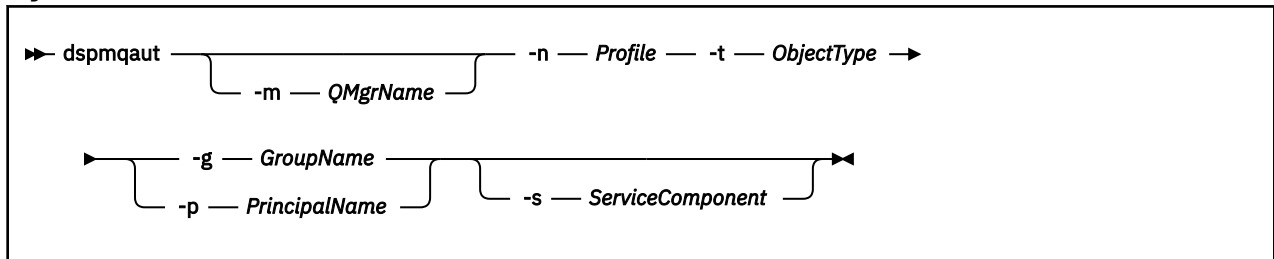 dspmqaut -n Profile -t ObjectType
-m QMgrName
-g GroupName
-p PrincipalName
-s ServiceComponent